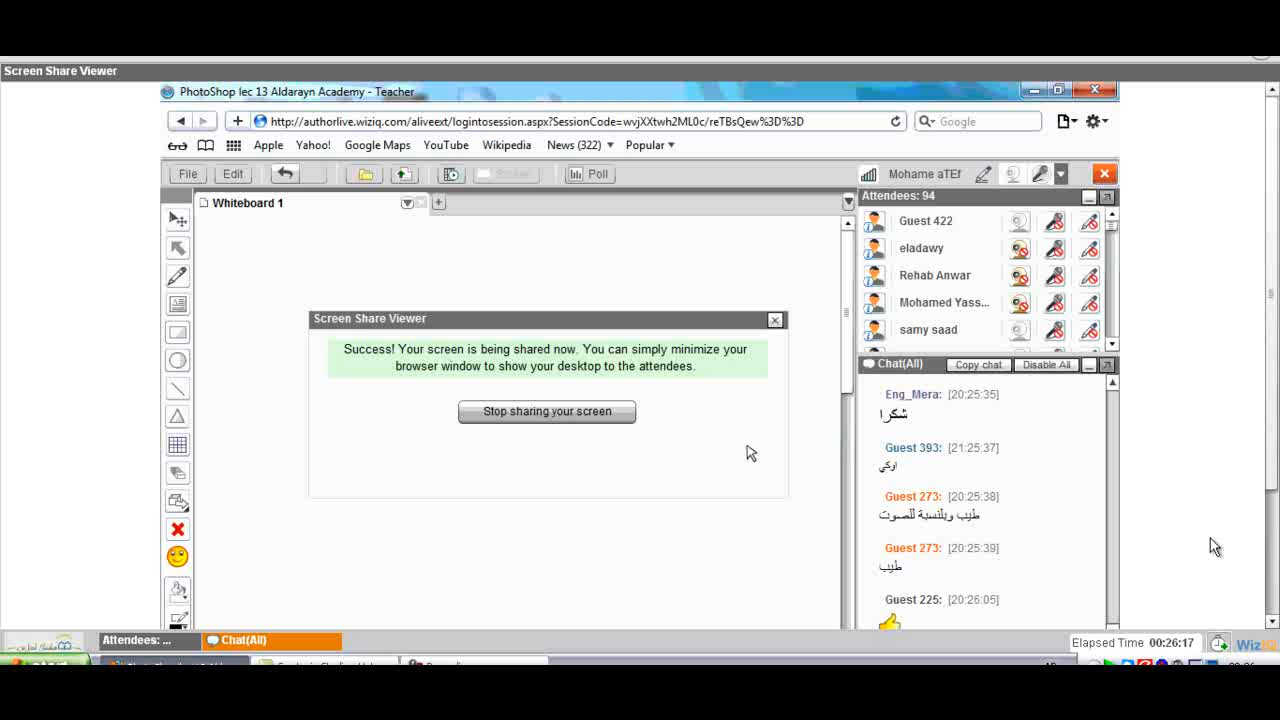 Screen Share Viewer
PhotoShop lec 13 Aldarayn Academy - Teacher
http://authorlive.wiziq.com/aliveext/logintosession.aspx?SessionCode=wvjXXtwh2ML0c/reTBsQew%3D%3D
Google
Apple Yahoo! Google Maps YouTube Wikipedia News (322) Popular
File Edit Poll Mohame aTEf
Attendees: 94
Whiteboard 1
Guest 422
eladawy
Rehab Anwar
Mohamed Yass...
samy saad
Screen Share Viewer
Success! Your screen is being shared now. You can simply minimize your
browser window to show your desktop to the attendees.
Stop sharing your screen
Chat(All) Copy chat Disable All
Eng_Mera: [20:25:35]
شكرا
Guest 393: [21:25:37]
اوكي
Guest 273: [20:25:38]
طيب وبلنسبة للصوت
Guest 273: [20:25:39]
طيب
Guest 225: [20:26:05]
Attendees: ... Chat(All)
Elapsed Time 00:26:17